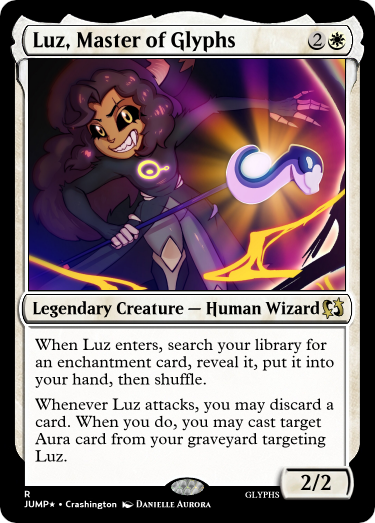 Luz, Master of Glyphs 2
Legendary Creature — Human Wizard
When Luz enters, search your library for
an enchantment card, reveal it, put it into
your hand, then shuffle.
Whenever Luz attacks, you may discard a
card. When you do, you may cast target
Aura card from your graveyard targeting
Luz.
2/2
R GLYPHS
JUMP★ • Crashington Danielle Aurora